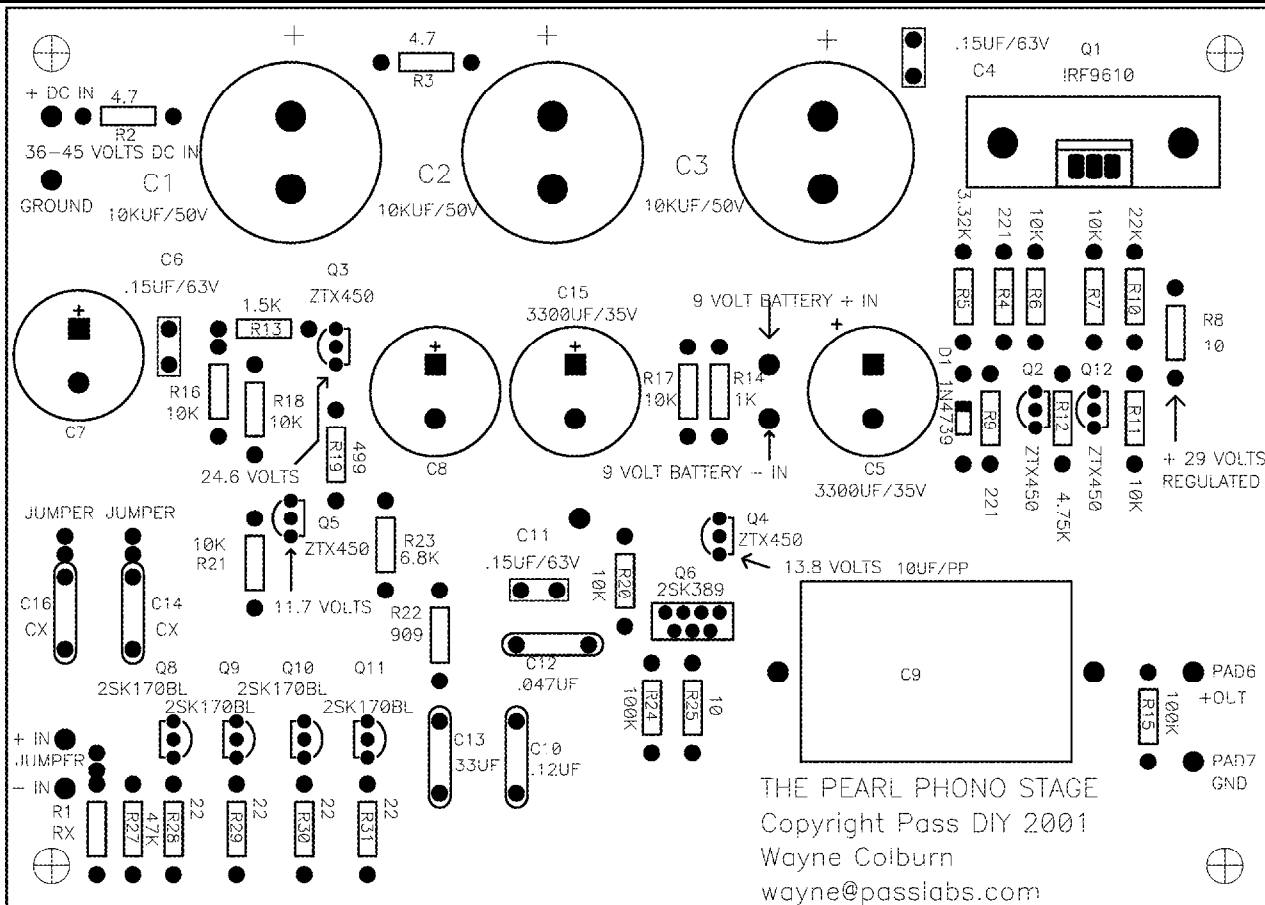 + DC IN
4.7
R2
36-45 VOLTS DC IN
GROUND
C1
10KUF/50V
4.7
R3
C2
10KUF/50V
C3
10KUF/50V
.15UF/63V
C4
Q1
IRF9610
C6
.15UF/63V
Q3
ZTX450
1.5K
R13
C7
R16
10K
R18
10K
24.6 VOLTS
R19
499
C8
C15
3300UF/35V
9 VOLT BATTERY + IN
R17
10K
R14
1K
9 VOLT BATTERY - IN
C5
3300UF/35V
3.32K
R5
221
R4
10K
R6
10K
R7
22K
R10
R8
10
D1
1N4739
R9
221
Q2
ZTX450
R12
4.75K
Q12
ZTX450
R11
10K
+ 29 VOLTS
REGULATED
JUMPER
JUMPER
C16
CX
C14
CX
10K
R21
Q5
ZTX450
11.7 VOLTS
R23
6.8K
R22
909
C11
.15UF/63V
C12
.047UF
10K
R20
Q4
ZTX450
13.8 VOLTS
Q6
2SK389
10UF/PP
C9
R24
100K
R25
10
PAD6
+OUT
R15
100K
PAD7
GND
Q8
2SK170BL
Q9
2SK170BL
Q10
2SK170BL
Q11
2SK170BL
+ IN
JUMPER
- IN
R1
RX
R27
47K
R28
22
R29
22
R30
22
R31
22
C13
.33UF
C10
.12UF
THE PEARL PHONO STAGE
Copyright Pass DIY 2001
Wayne Colburn
wayne@passlabs.com